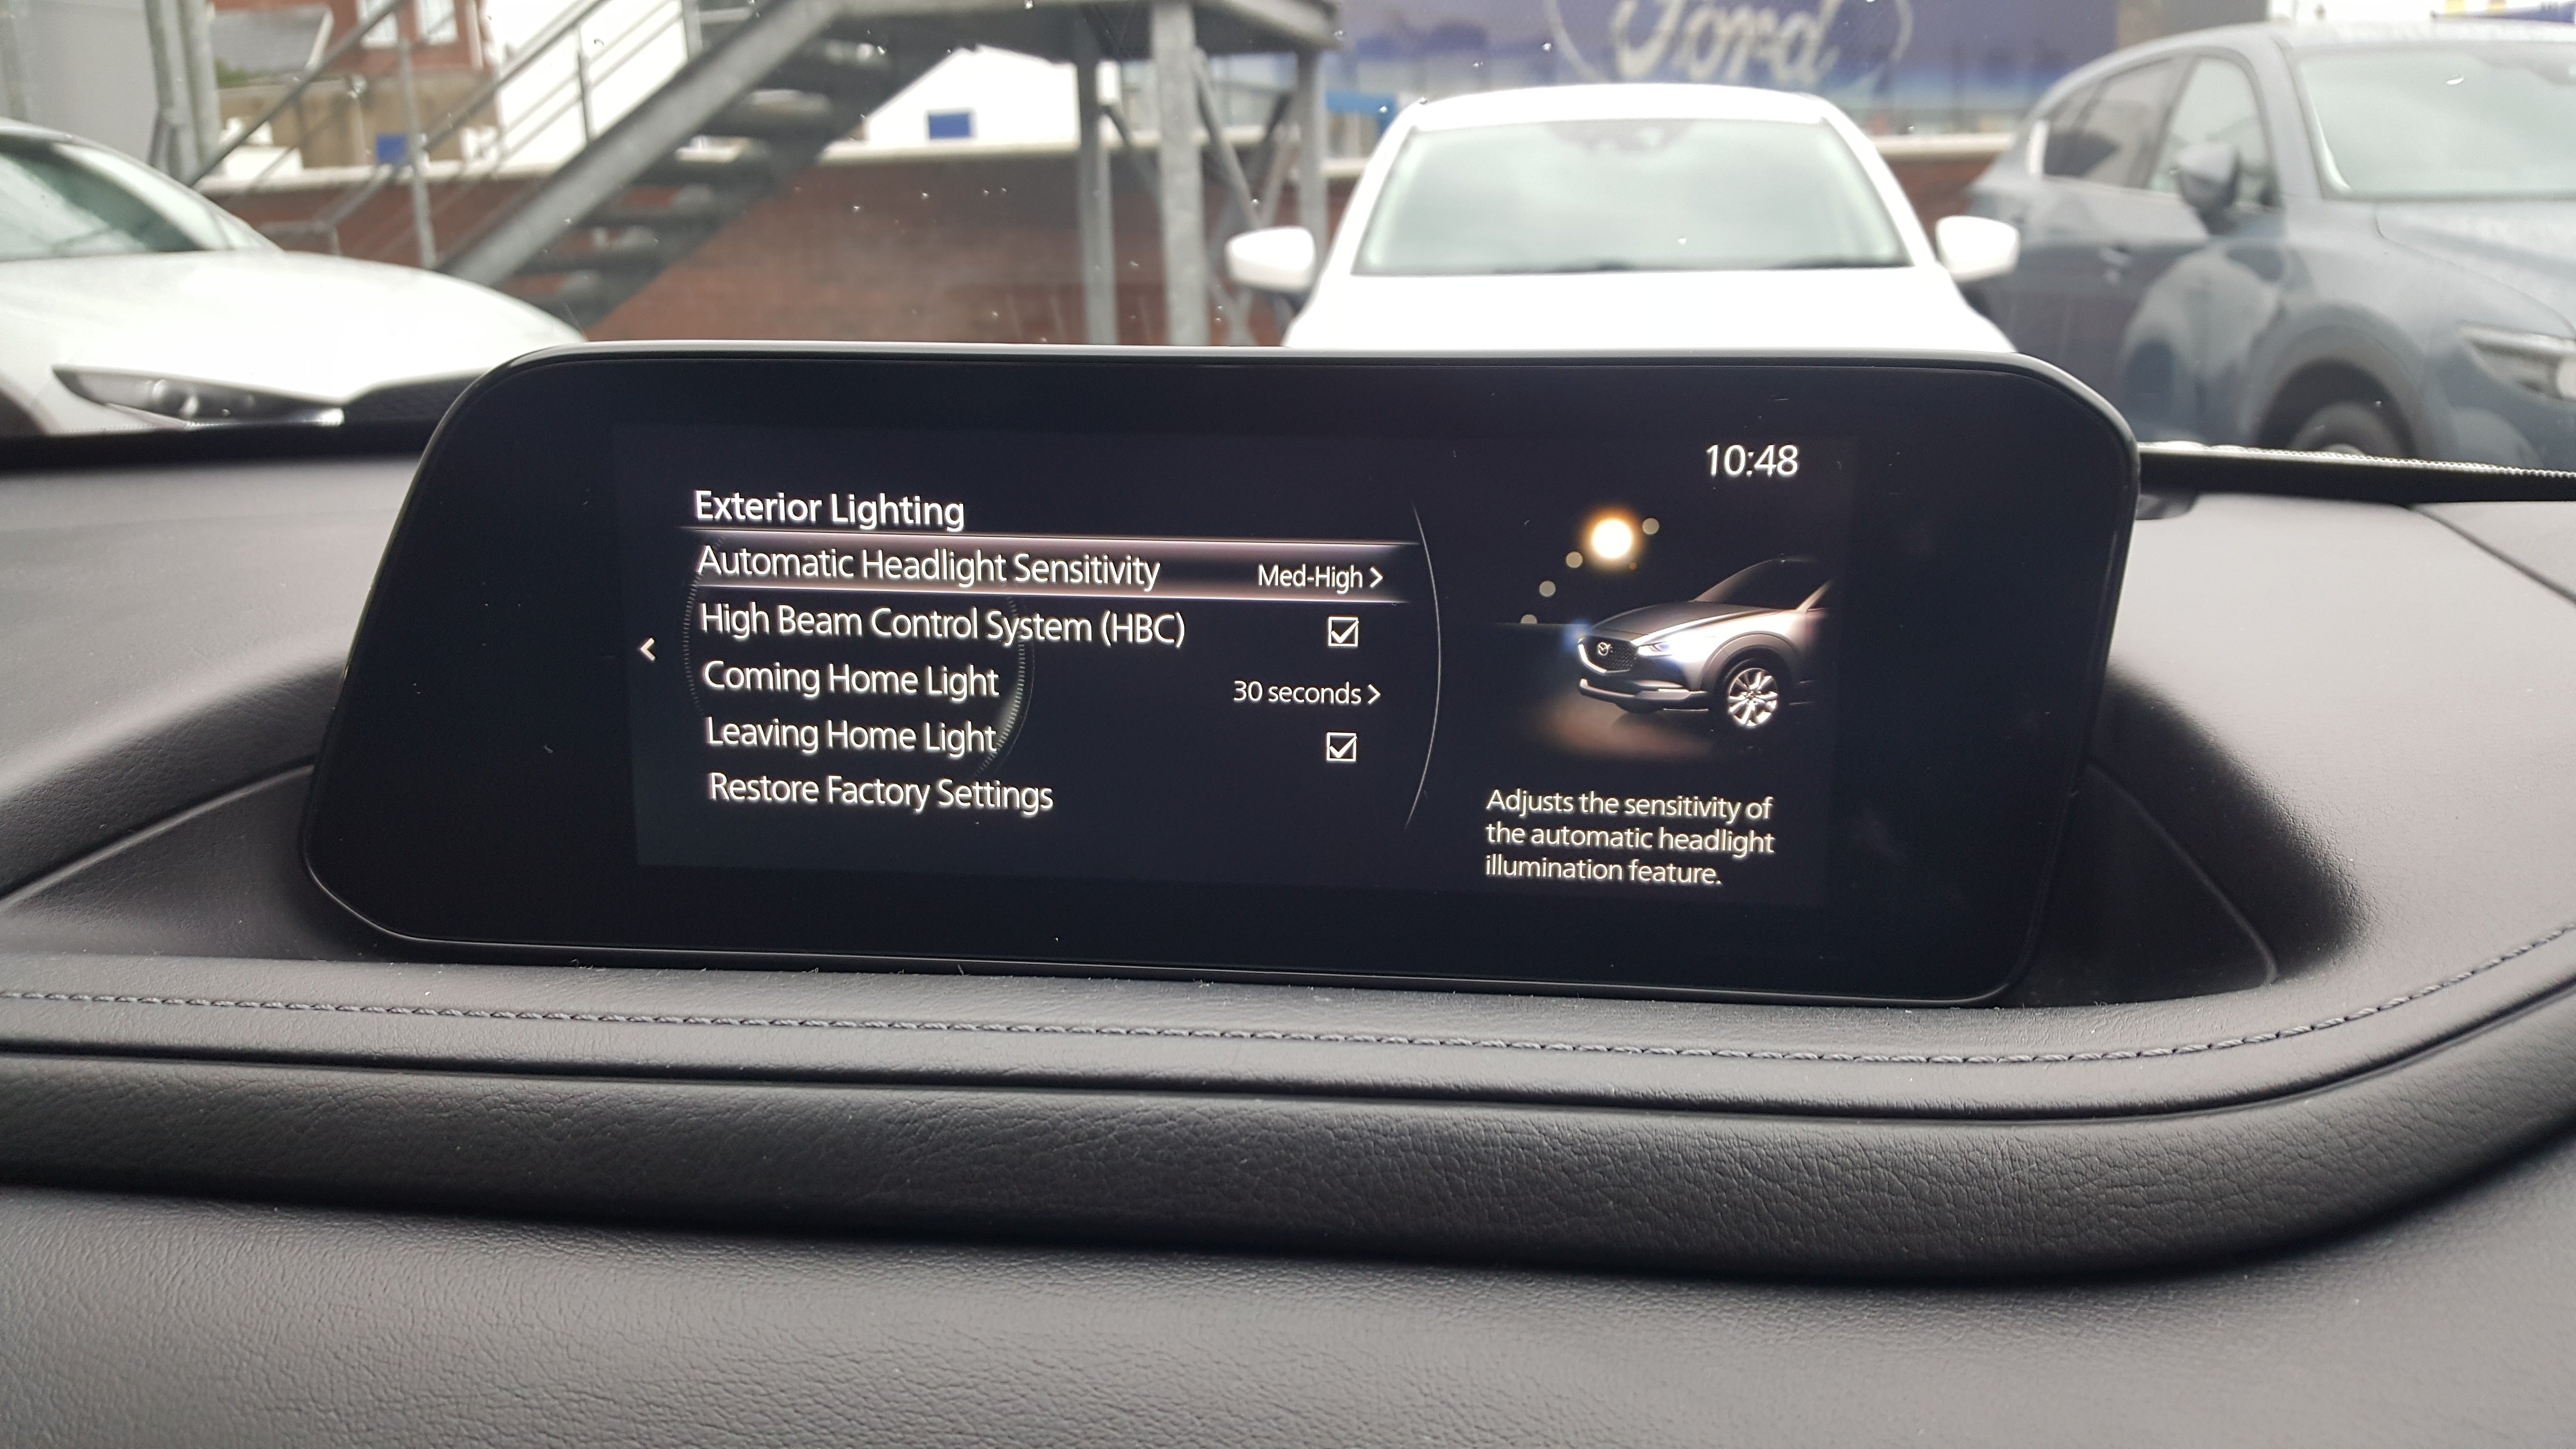 Ford
10:48
Exterior Lighting
Automatic Headlight Sensitivity Med-High >
High Beam Control System (HBC)
Coming Home Light 30 seconds >
Leaving Home Light
Restore Factory Settings
Adjusts the sensitivity of
the automatic headlight
illumination feature.